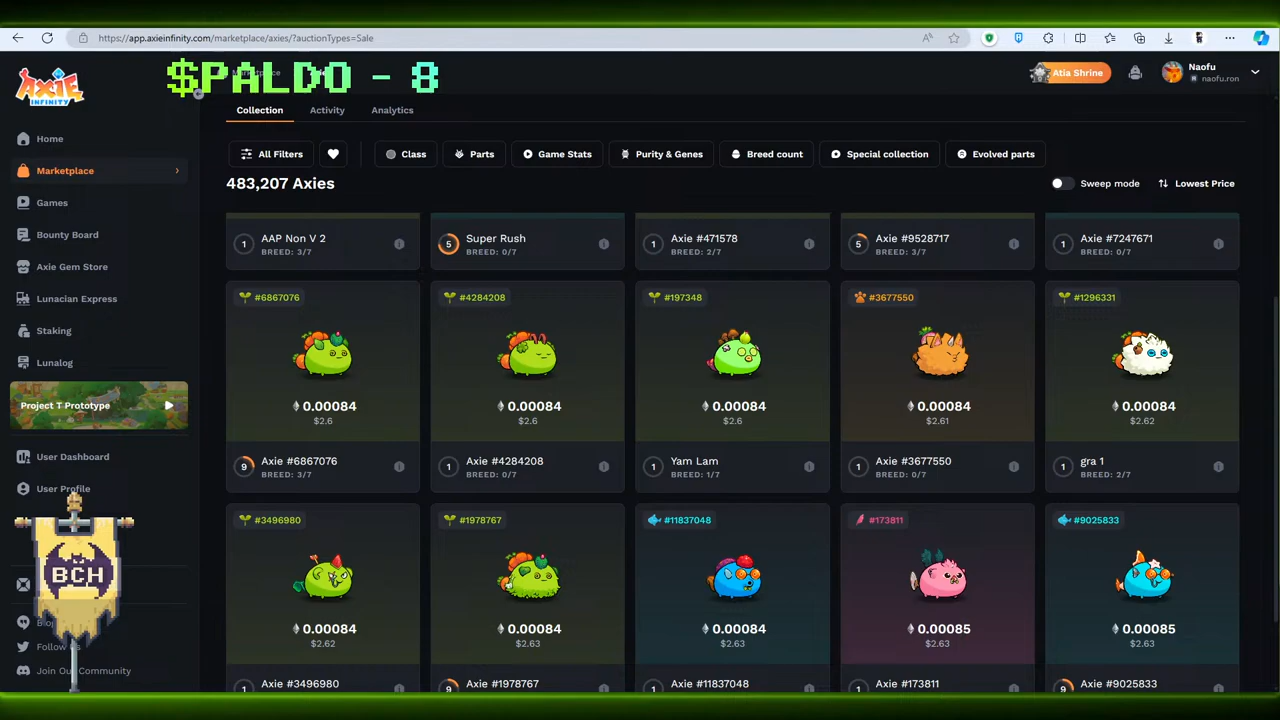 https://app.axieinfinity.com/marketplace/axies/?auctionTypes=Sale
AXIE
INFINITY
$PALDO - 8
Atia Shrine
Naofu
naofu.ron
Collection
Activity
Analytics
Home
Marketplace
Games
Bounty Board
Axie Gem Store
Lunacian Express
Staking
Lunalog
Project T Prototype
User Dashboard
User Profile
BCH
Follow Us
Join Our Community
All Filters
Class
Parts
Game Stats
Purity & Genes
Breed count
Special collection
Evolved parts
483,207 Axies
Sweep mode
Lowest Price
1 AAP Non V 2
BREED: 3/7
5 Super Rush
BREED: 0/7
1 Axie #471578
BREED: 2/7
5 Axie #9528717
BREED: 3/7
1 Axie #7247671
BREED: 0/7
#6867076
0.00084
$2.6
9 Axie #6867076
BREED: 3/7
#4284208
0.00084
$2.6
1 Axie #4284208
BREED: 0/7
#197348
0.00084
$2.6
1 Yam Lam
BREED: 1/7
#3677550
0.00084
$2.61
1 Axie #3677550
BREED: 0/7
#1296331
0.00084
$2.62
1 gra 1
BREED: 2/7
#3496980
0.00084
$2.62
1 Axie #3496980
#1978767
0.00084
$2.63
9 Axie #1978767
#11837048
0.00084
$2.63
1 Axie #11837048
#173811
0.00085
$2.63
1 Axie #173811
#9025833
0.00085
$2.63
9 Axie #9025833